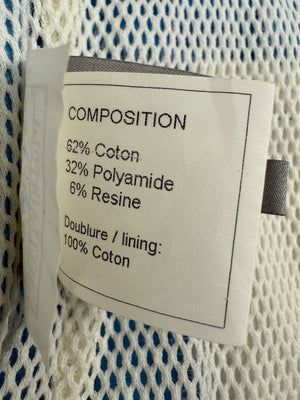 COMPOSITION
62% Coton
32% Polyamide
6% Resine
Doublure / lining:
100% Coton